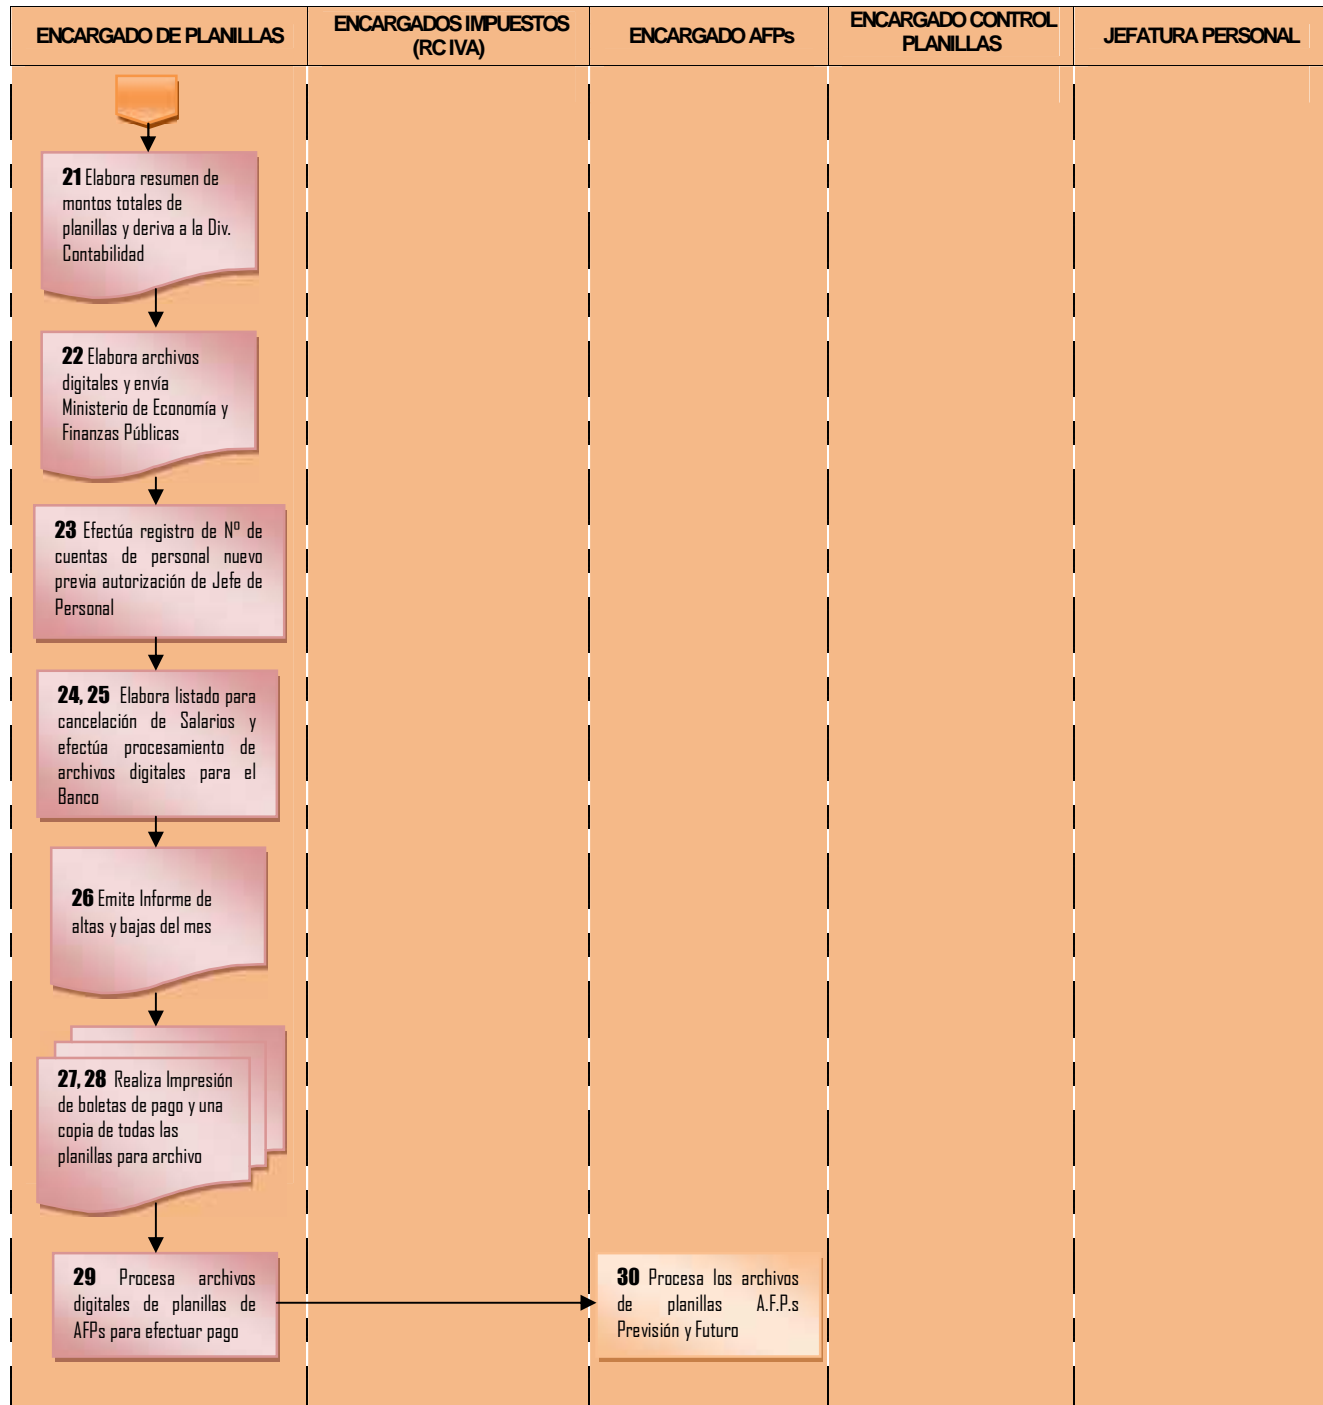 ENCARGADO DE PLANILLAS
ENCARGADOS IMPUESTOS
(RC IVA)
ENCARGADO AFPs
ENCARGADO CONTROL
PLANILLAS
JEFATURA PERSONAL
21 Elabora resumen de
montos totales de
planillas y deriva a la Div.
Contabilidad
22 Elabora archivos
digitales y envía
Ministerio de Economía y
Finanzas Públicas
23 Efectúa registro de Nº de
cuentas de personal nuevo
previa autorización de Jefe de
Personal
24, 25 Elabora listado para
cancelación de Salarios y
efectúa procesamiento de
archivos digitales para el
Banco
26 Emite Informe de
altas y bajas del mes
27, 28 Realiza Impresión
de boletas de pago y una
copia de todas las
planillas para archivo
29 Procesa archivos
digitales de planillas de
AFPs para efectuar pago
30 Procesa los archivos
de planillas A.F.P.s
Previsión y Futuro